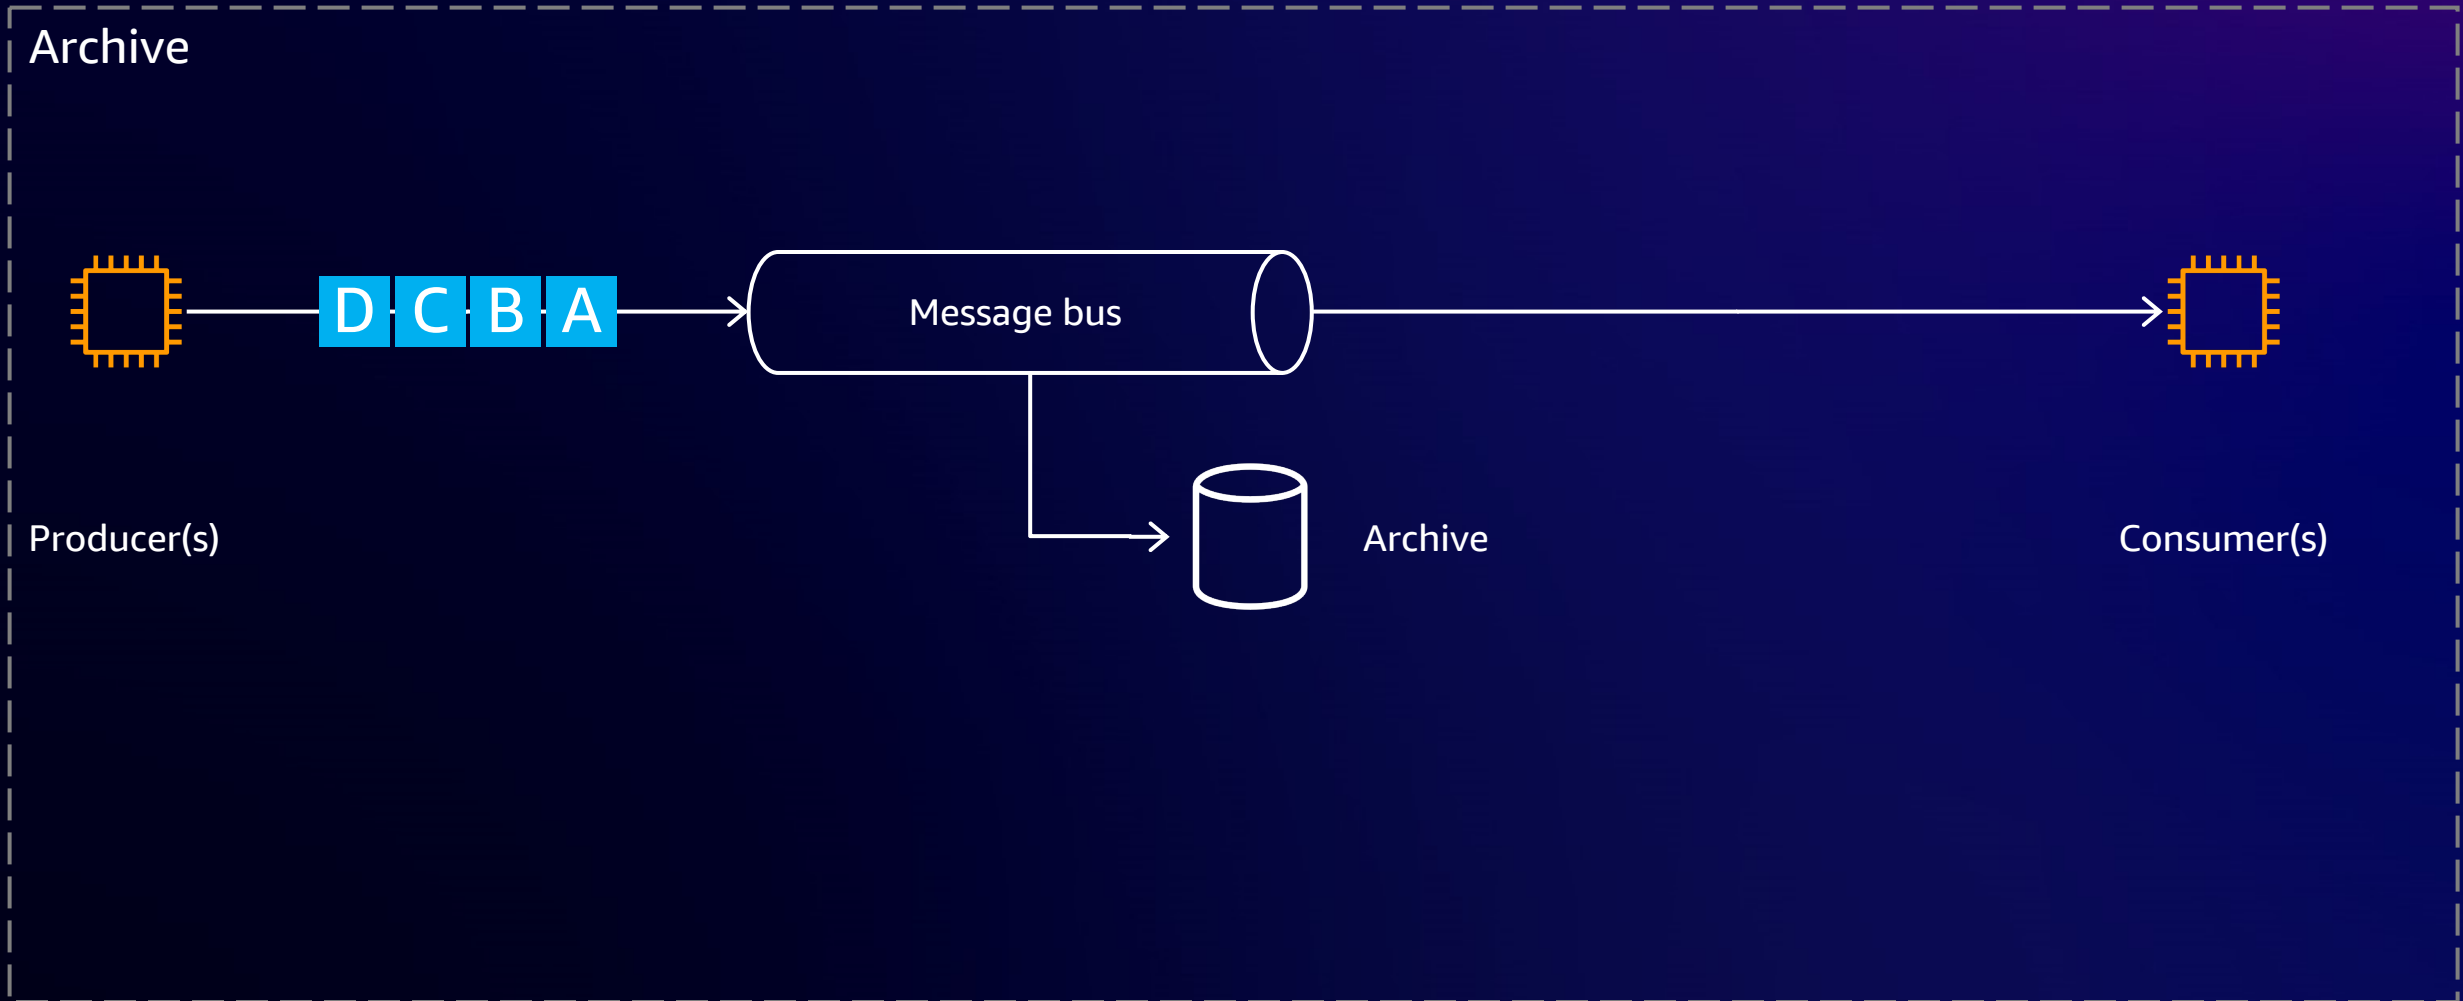 Archive
D C B A
Message bus
Producer(s)
Archive
Consumer(s)